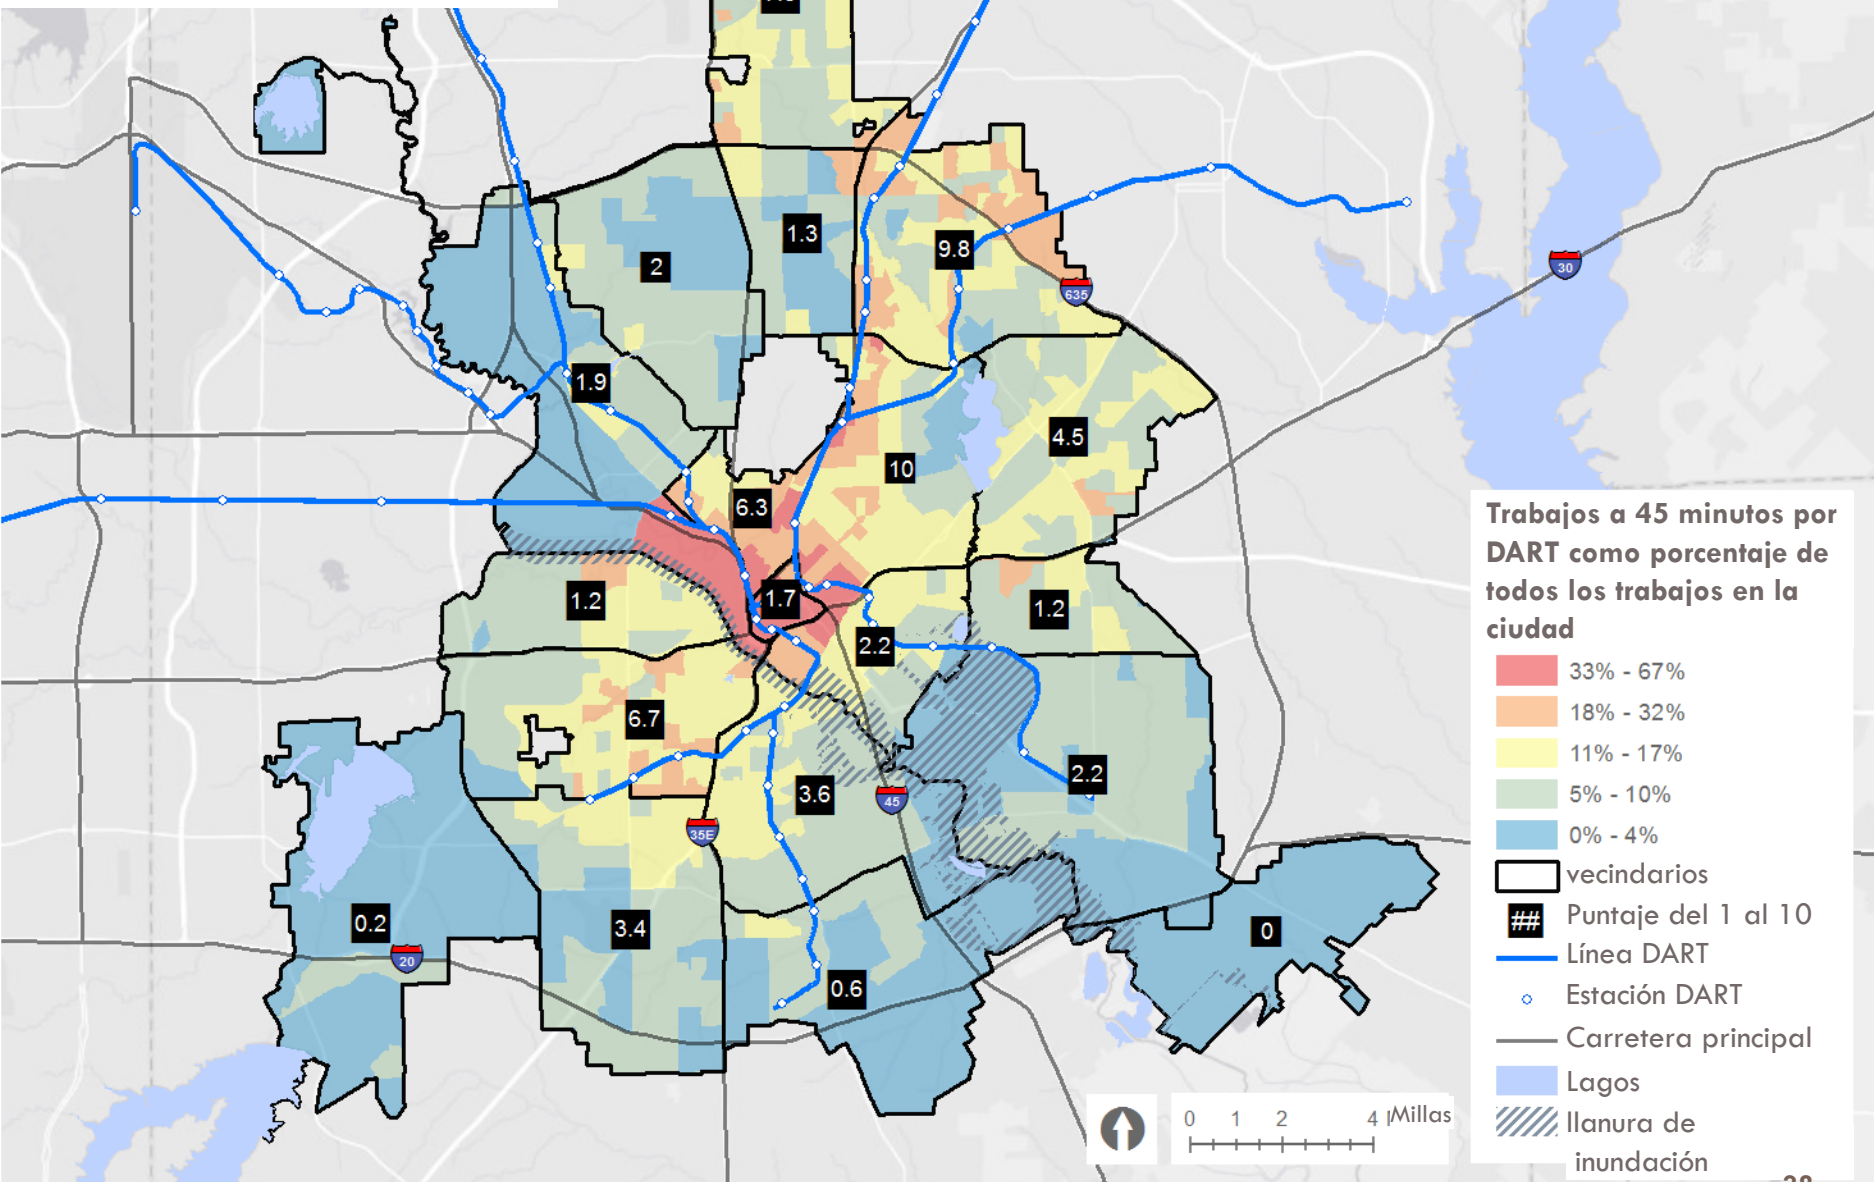 2
1.3
9.8
30
635
1.9
4.5
10
6.3
1.2
1.7
1.2
2.2
6.7
2.2
3.6
45
35E
0.2
3.4
0
20
0.6
Trabajos a 45 minutos por
DART como porcentaje de
todos los trabajos en la
ciudad
33% - 67%
18% - 32%
11% - 17%
5% - 10%
0% - 4%
vecindarios
## Puntaje del 1 al 10
Línea DART
Estación DART
Carretera principal
Lagos
llanura de
inundación
0 1 2 4 Millas